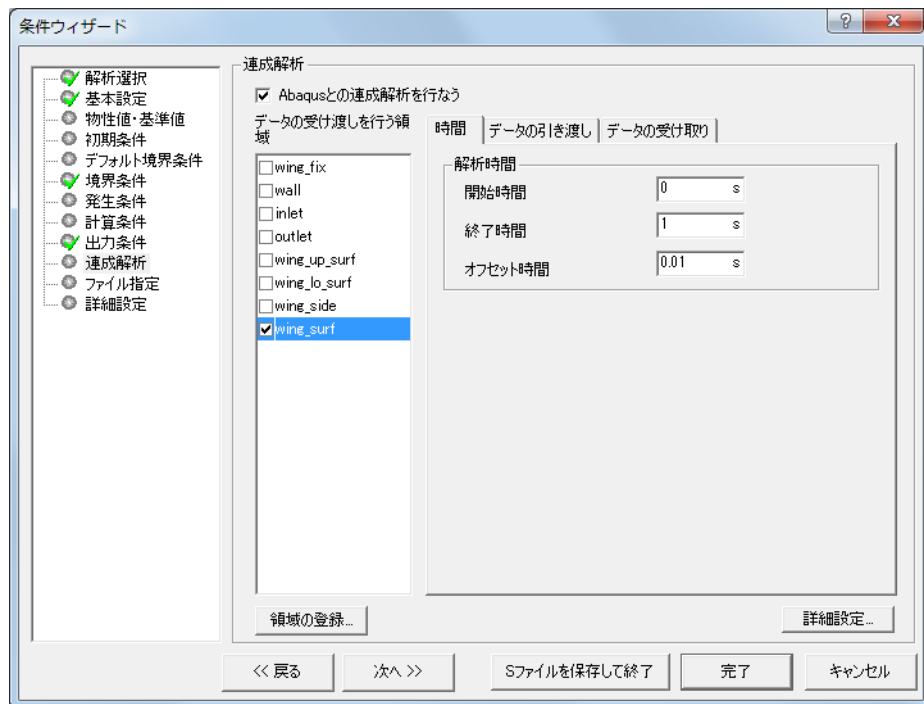 条件ウィザード
解析選択
基本設定
物性値・基準値
初期条件
デフォルト境界条件
境界条件
発生条件
計算条件
出力条件
連成解析
ファイル指定
詳細設定
連成解析
Abaqusとの連成解析を行なう
データの受け渡しを行う領
域
wing_fix
wall
inlet
outlet
wing_up_surf
wing_lo_surf
wing_side
wing_surf
領域の登録...
時間
データの引き渡し
データの受け取り
解析時間
開始時間 0 s
終了時間 1 s
オフセット時間 0.01 s
詳細設定...
<< 戻る
次へ >>
Sファイルを保存して終了
完了
キャンセル